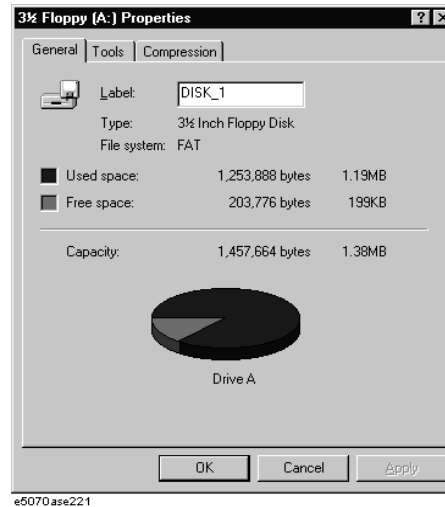 3½ Floppy (A:) Properties
General Tools Compression
Label: DISK_1
Type: 3½ Inch Floppy Disk
File system: FAT
Used space: 1,253,888 bytes 1.19MB
Free space: 203,776 bytes 199KB
Capacity: 1,457,664 bytes 1.38MB
Drive A
OK Cancel Apply
e5070ase221